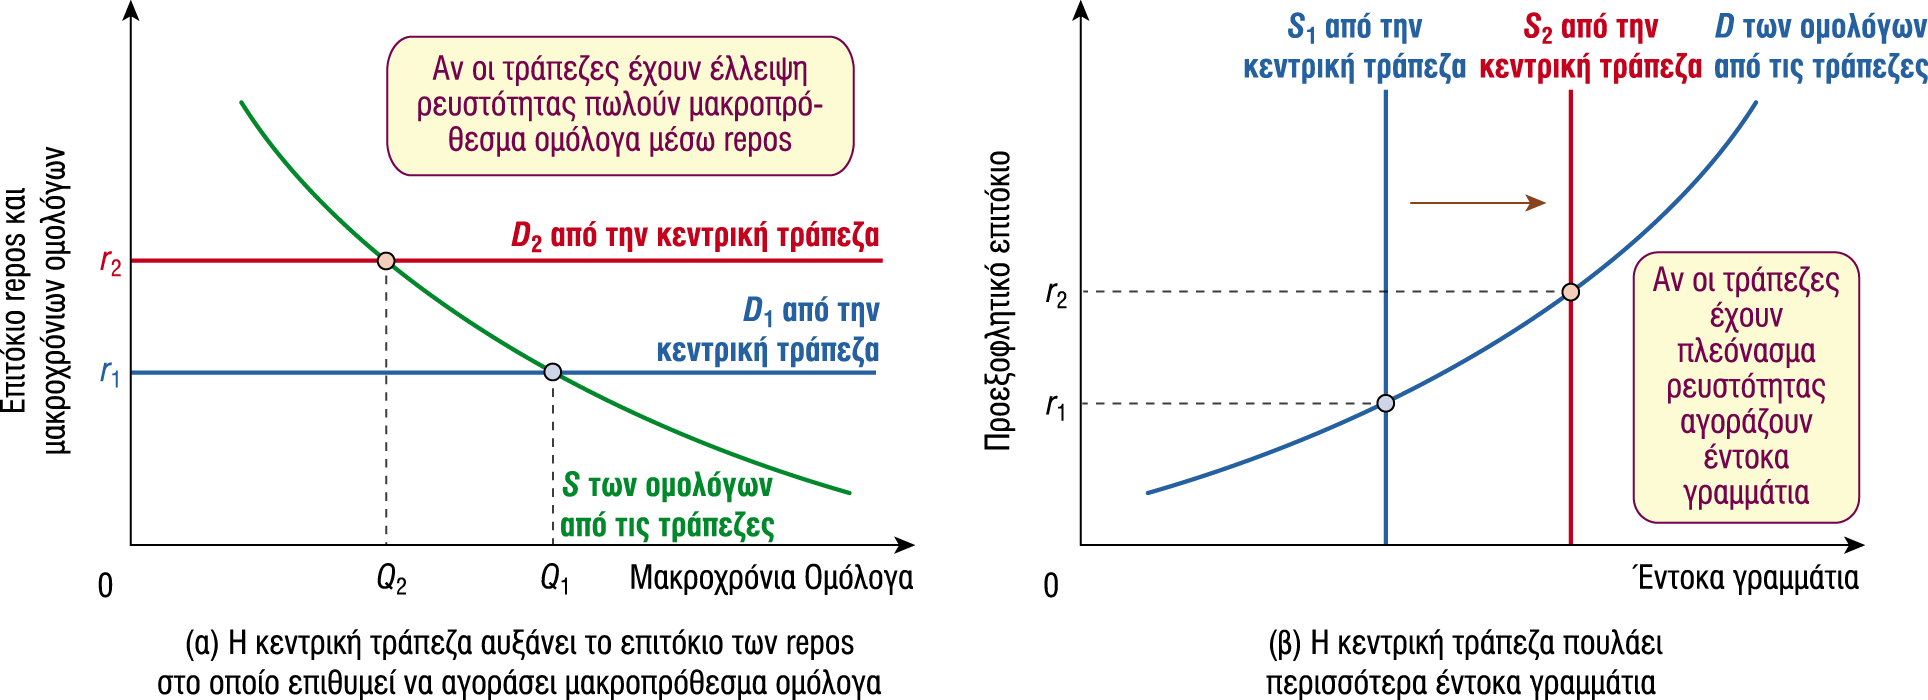 Επιτόκιο repos και
μακροχρόνιων ομολόγων
Αν οι τράπεζες έχουν έλλειψη
ρευστότητας πωλούν μακροπρό-
θεσμα ομόλογα μέσω repos
D2 από την κεντρική τράπεζα
r2
D1 από την
κεντρική τράπεζα
r1
S των ομολόγων
από τις τράπεζες
0
Q2
Q1
Μακροχρόνια Ομόλογα
(α) Η κεντρική τράπεζα αυξάνει το επιτόκιο των repos
στο οποίο επιθυμεί να αγοράσει μακροπρόθεσμα ομόλογα
Προεξοφλητικό επιτόκιο
S1 από την
κεντρική τράπεζα
S2 από την
κεντρική τράπεζα
D των ομολόγων
από τις τράπεζες
r2
r1
Αν οι τράπεζες
έχουν
πλεόνασμα
ρευστότητας
αγοράζουν
έντοκα
γραμμάτια
0
Έντοκα γραμμάτια
(β) Η κεντρική τράπεζα πουλάει
περισσότερα έντοκα γραμμάτια